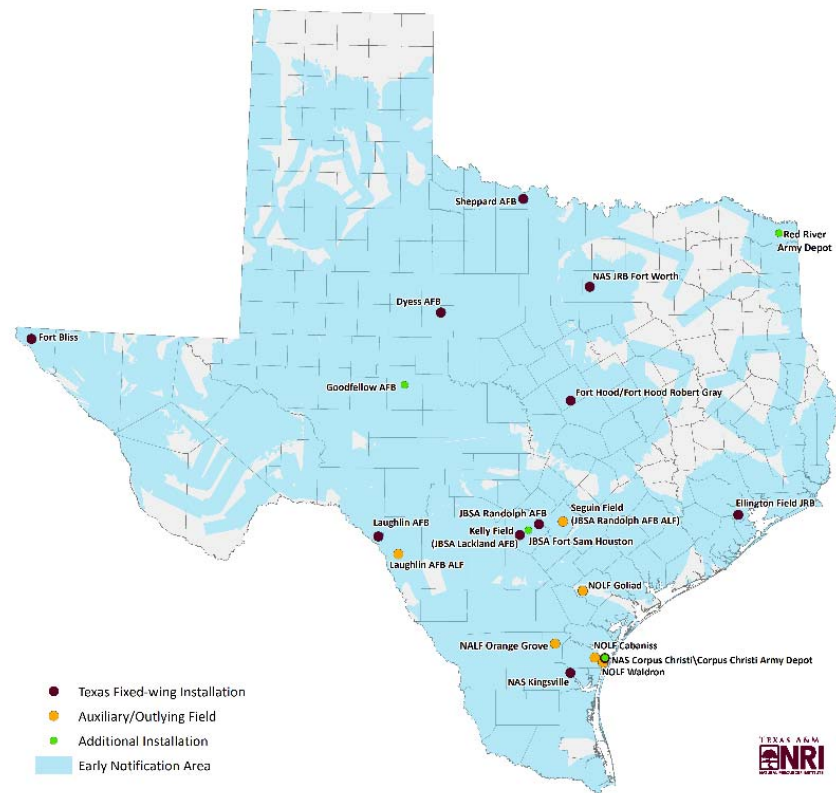 Sheppard AFB
Red River
Army Depot
NAS JRB Fort Worth
Dyess AFB
Fort Bliss
Goodfellow AFB
Fort Hood/Fort Hood Robert Gray
Ellington Field JRB
Seguin Field
(JBSA Randolph AFB ALF)
JBSA Randolph AFB
Laughlin AFB
Kelly Field
(JBSA Lackland AFB)
JBSA Fort Sam Houston
Laughlin AFB ALF
NOLF Goliad
NALF Orange Grove
NOLF Cabaniss
NAS Corpus Christi\Corpus Christi Army Depot
NOLF Waldron
NAS Kingsville
Texas Fixed-wing Installation
Auxiliary/Outlying Field
Additional Installation
Early Notification Area
TEXAS A&M
NRI
NATURAL RESOURCES INSTITUTE